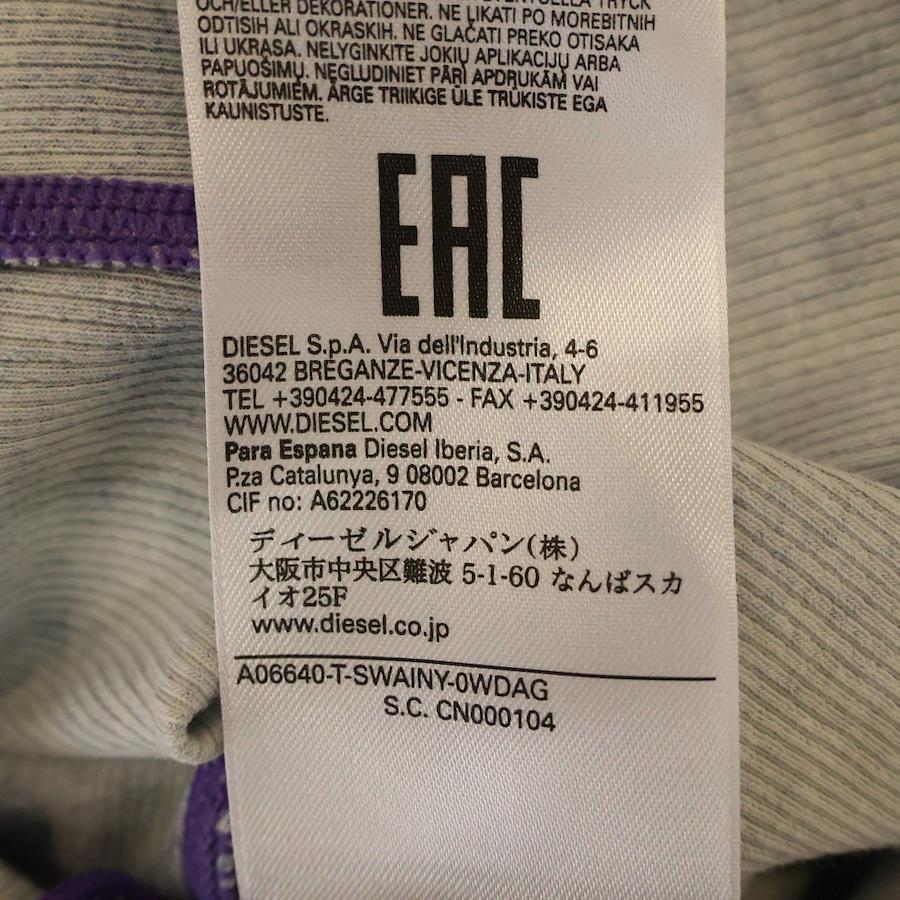 OCH/ELLER DEKORATIONER. NE LIKATI PO MOREBITNIH
ODTISIH ALI OKRASKIH. NE GLAČATI PREKO OTISAKA
ILI UKRASA. NELYGINKITE JOKIŲ APLIKACIJŲ ARBA
PAPUOŠIMŲ. NEGLUDINIET PĀRI APDRUKĀM VAI
ROTĀJUMIEM. ÄRGE TRIIKIGE ÜLE TRÜKISTE EGA
KAUNISTUSTE.
EAC
DIESEL S.p.A. Via dell'Industria, 4-6
36042 BREGANZE-VICENZA-ITALY
TEL +390424-477555 - FAX +390424-411955
WWW.DIESEL.COM
Para Espana Diesel Iberia, S.A.
P.za Catalunya, 9 08002 Barcelona
CIF no: A62226170
ディーゼルジャパン(株)
大阪市中央区難波 5-1-60 なんばスカ
イオ25F
www.diesel.co.jp
A06640-T-SWAINY-0WDAG
S.C. CN000104